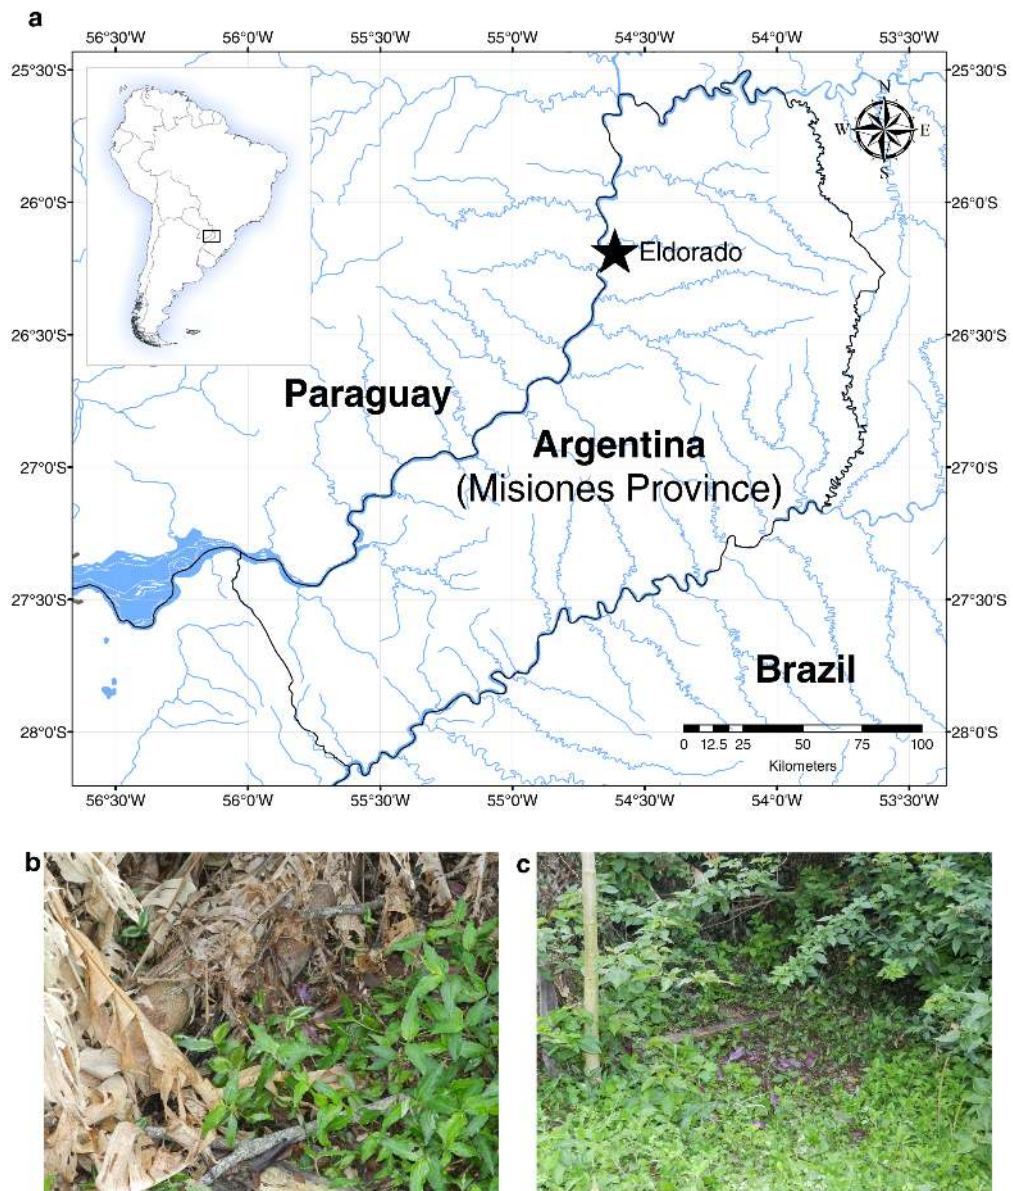 a
56°30'W 56°0'W 55°30'W 55°0'W 54°30'W 54°0'W 53°30'W
25°30'S 25°30'S
N
W E
S
26°0'S 26°0'S
Eldorado
26°30'S 26°30'S
Paraguay
Argentina
27°0'S 27°0'S
(Misiones Province)
27°30'S 27°30'S
Brazil
28°0'S 28°0'S
0 12.5 25 50 75 100
Kilometers
56°30'W 56°0'W 55°30'W 55°0'W 54°30'W 54°0'W 53°30'W
b c